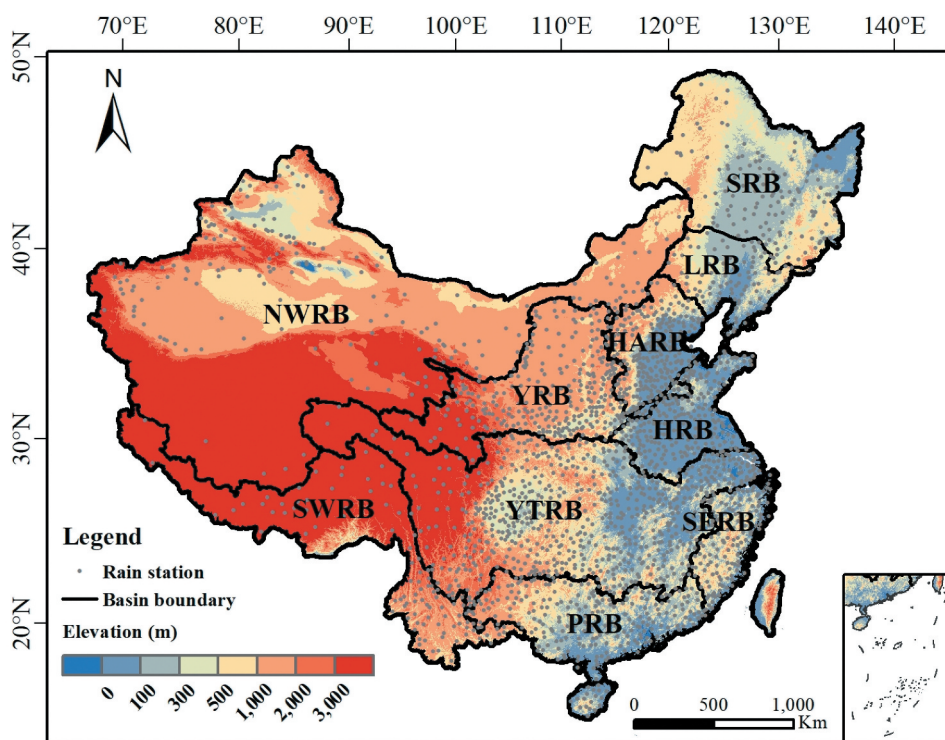 70°E 80°E 90°E 100°E 110°E 120°E 130°E 140°E
50°N
40°N
30°N
20°N
N
SRB
LRB
NWRB
HARB
YRB
HRB
SWRB
YTRB
SERB
PRB
Legend
Rain station
Basin boundary
Elevation (m)
0 100 300 500 1,000 2,000 3,000
0 500 1,000
Km